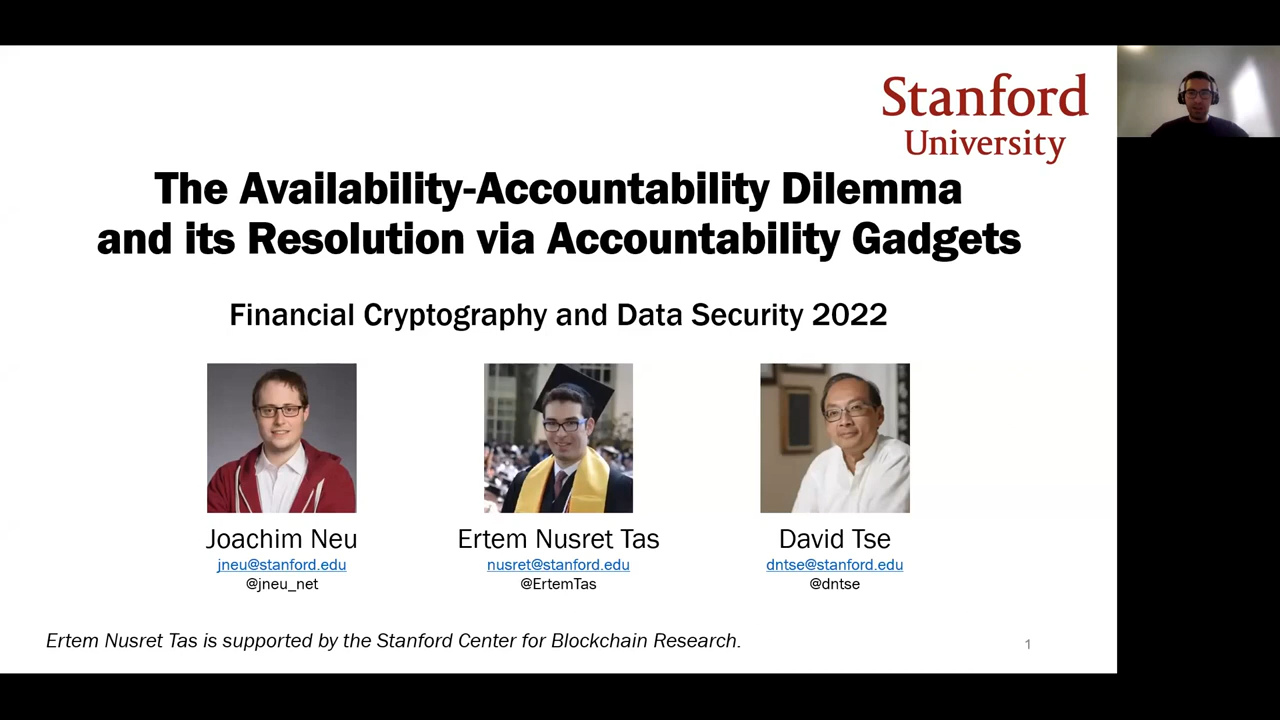 Stanford
University
The Availability-Accountability Dilemma
and its Resolution via Accountability Gadgets
Financial Cryptography and Data Security 2022
Joachim Neu
jneu@stanford.edu
@jneu_net
Ertem Nusret Tas
nusret@stanford.edu
@ErtemTas
David Tse
dntse@stanford.edu
@dntse
Ertem Nusret Tas is supported by the Stanford Center for Blockchain Research.
1